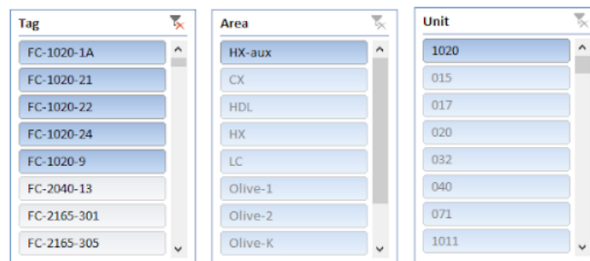 Tag
FC-1020-1A
FC-1020-21
FC-1020-22
FC-1020-24
FC-1020-9
FC-2040-13
FC-2165-301
FC-2165-305
Area
HX-aux
CX
HDL
HX
LC
Olive-1
Olive-2
Olive-K
Unit
1020
015
017
020
032
040
071
1011